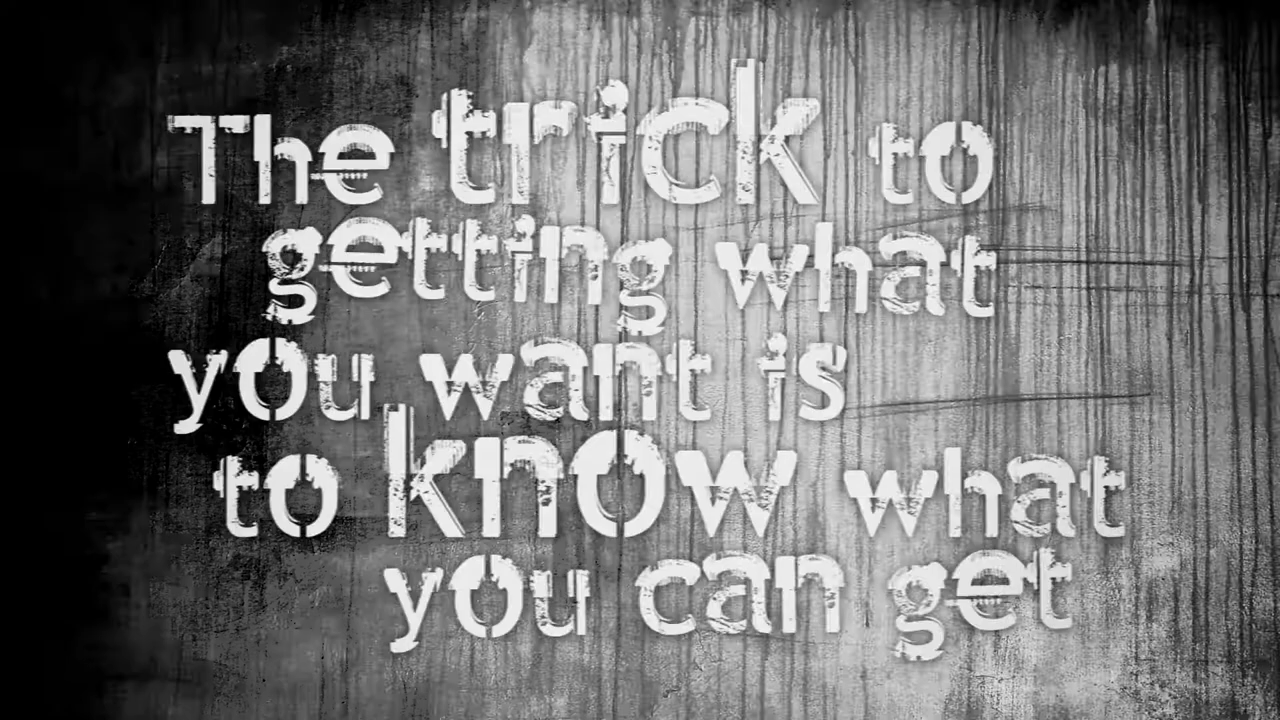 The trick to
getting what
you want is
to know what
you can get